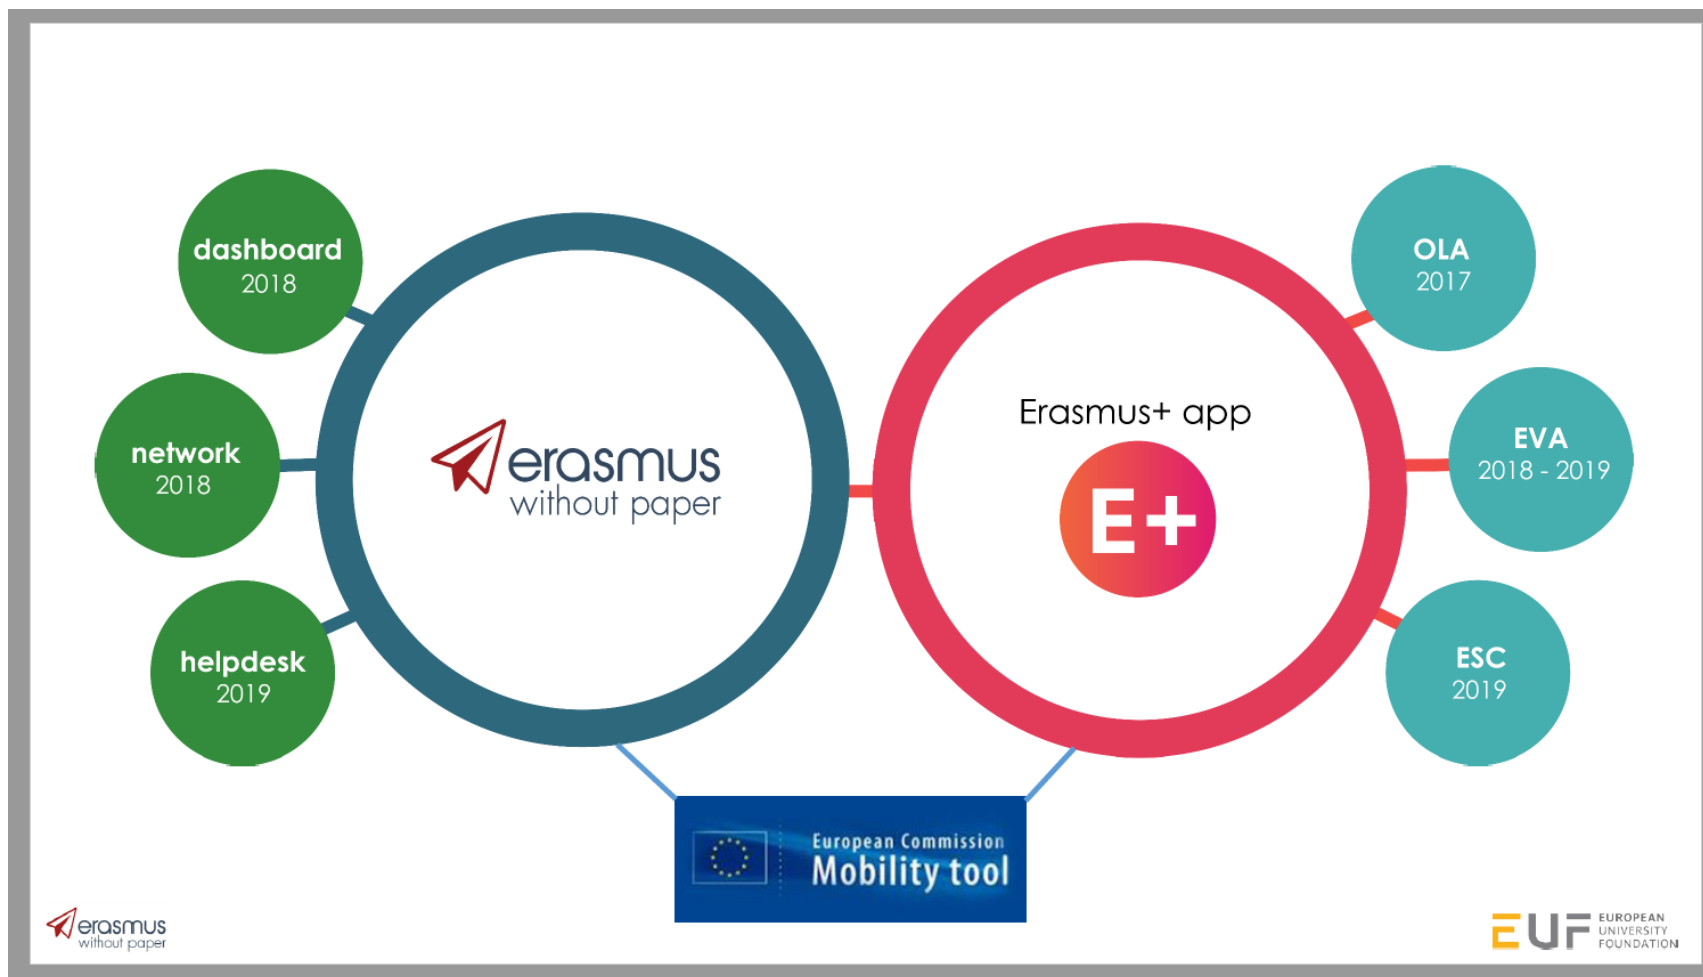 dashboard
2018
network
2018
helpdesk
2019
erasmus
without paper
Erasmus+ app
E+
OLA
2017
EVA
2018 - 2019
ESC
2019
European Commission
Mobility tool
erasmus
without paper
EUF
EUROPEAN
UNIVERSITY
FOUNDATION